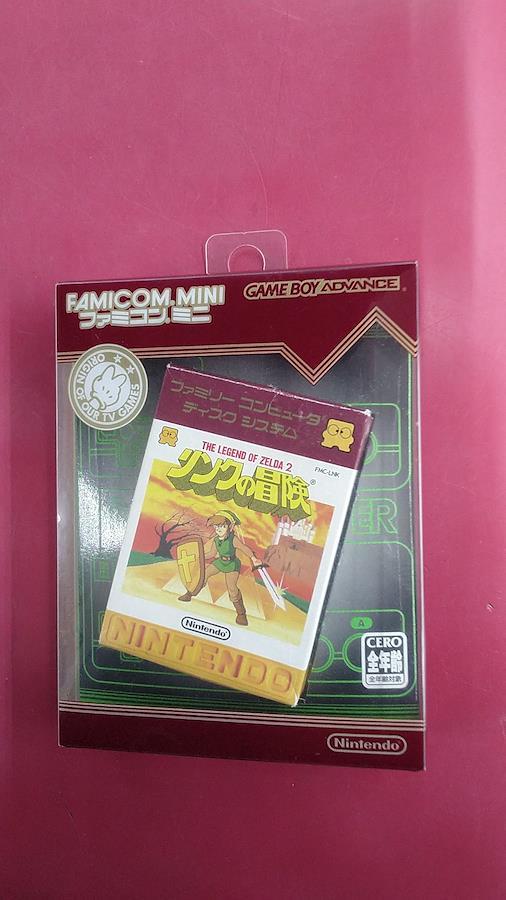 FAMICOM MINI
ファミコン ミニ
GAME BOY ADVANCE
ORIGIN OF OUR TV GAMES
ファミリー コンピュータ
ディスク システム
THE LEGEND OF ZELDA 2
FMC-LNK
リンクの冒険®
Nintendo®
NINTENDO
ER
A
CERO
全年齢
全年齢対象
Nintendo